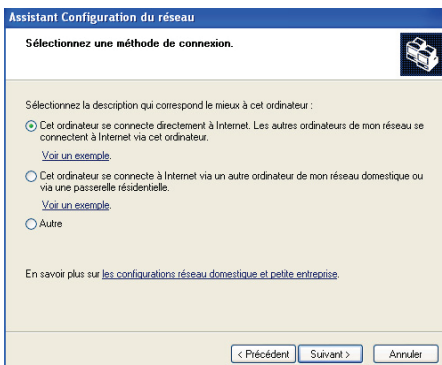 Assistant Configuration du réseau
Sélectionnez une méthode de connexion.
Sélectionnez la description qui correspond le mieux à cet ordinateur :
Cet ordinateur se connecte directement à Internet. Les autres ordinateurs de mon réseau se
connectent à Internet via cet ordinateur.
Voir un exemple.
Cet ordinateur se connecte à Internet via un autre ordinateur de mon réseau domestique ou
via une passerelle résidentielle.
Voir un exemple.
Autre
En savoir plus sur les configurations réseau domestique et petite entreprise.
< Précédent Suivant > Annuler